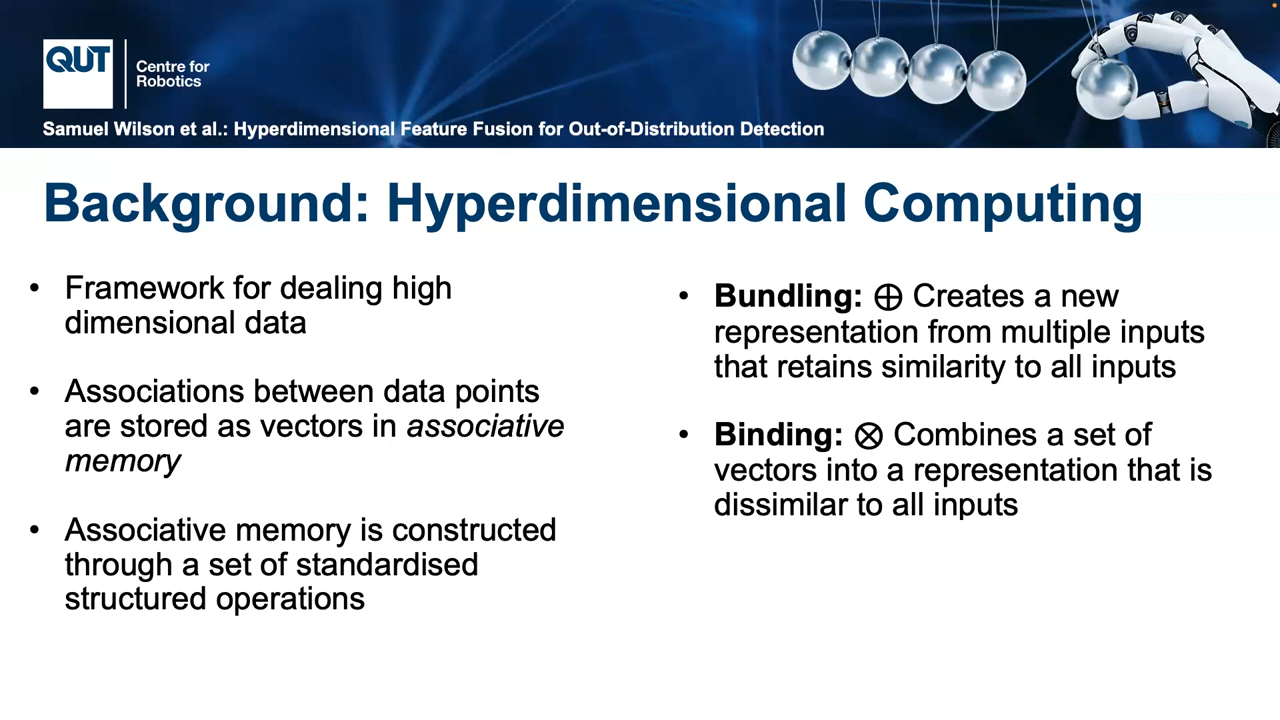 QUT
Centre for
Robotics
Samuel Wilson et al.: Hyperdimensional Feature Fusion for Out-of-Distribution Detection
Background: Hyperdimensional Computing
• Framework for dealing high
dimensional data
• Associations between data points
are stored as vectors in associative
memory
• Associative memory is constructed
through a set of standardised
structured operations
• Bundling: ⊕ Creates a new
representation from multiple inputs
that retains similarity to all inputs
• Binding: ⊗ Combines a set of
vectors into a representation that is
dissimilar to all inputs